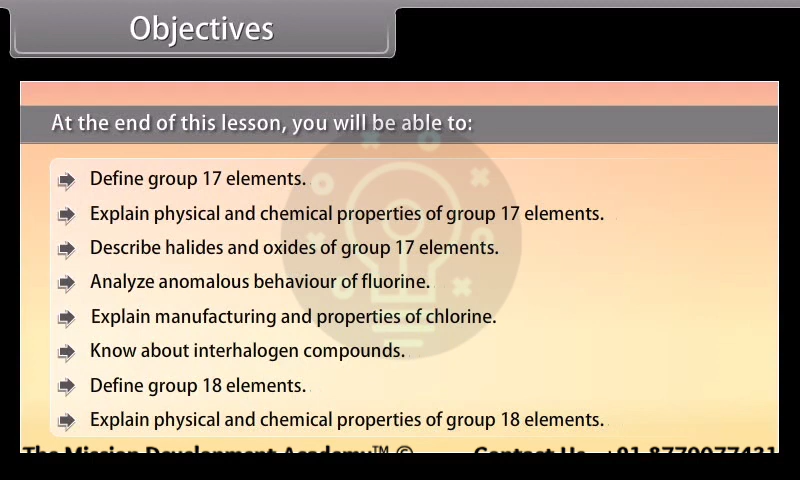 Objectives
At the end of this lesson, you will be able to:
Define group 17 elements.
Explain physical and chemical properties of group 17 elements.
Describe halides and oxides of group 17 elements.
Analyze anomalous behaviour of fluorine.
Explain manufacturing and properties of chlorine.
Know about interhalogen compounds.
Define group 18 elements.
Explain physical and chemical properties of group 18 elements.
The Mission Development Academy™ © Contact Us +91 8770077431